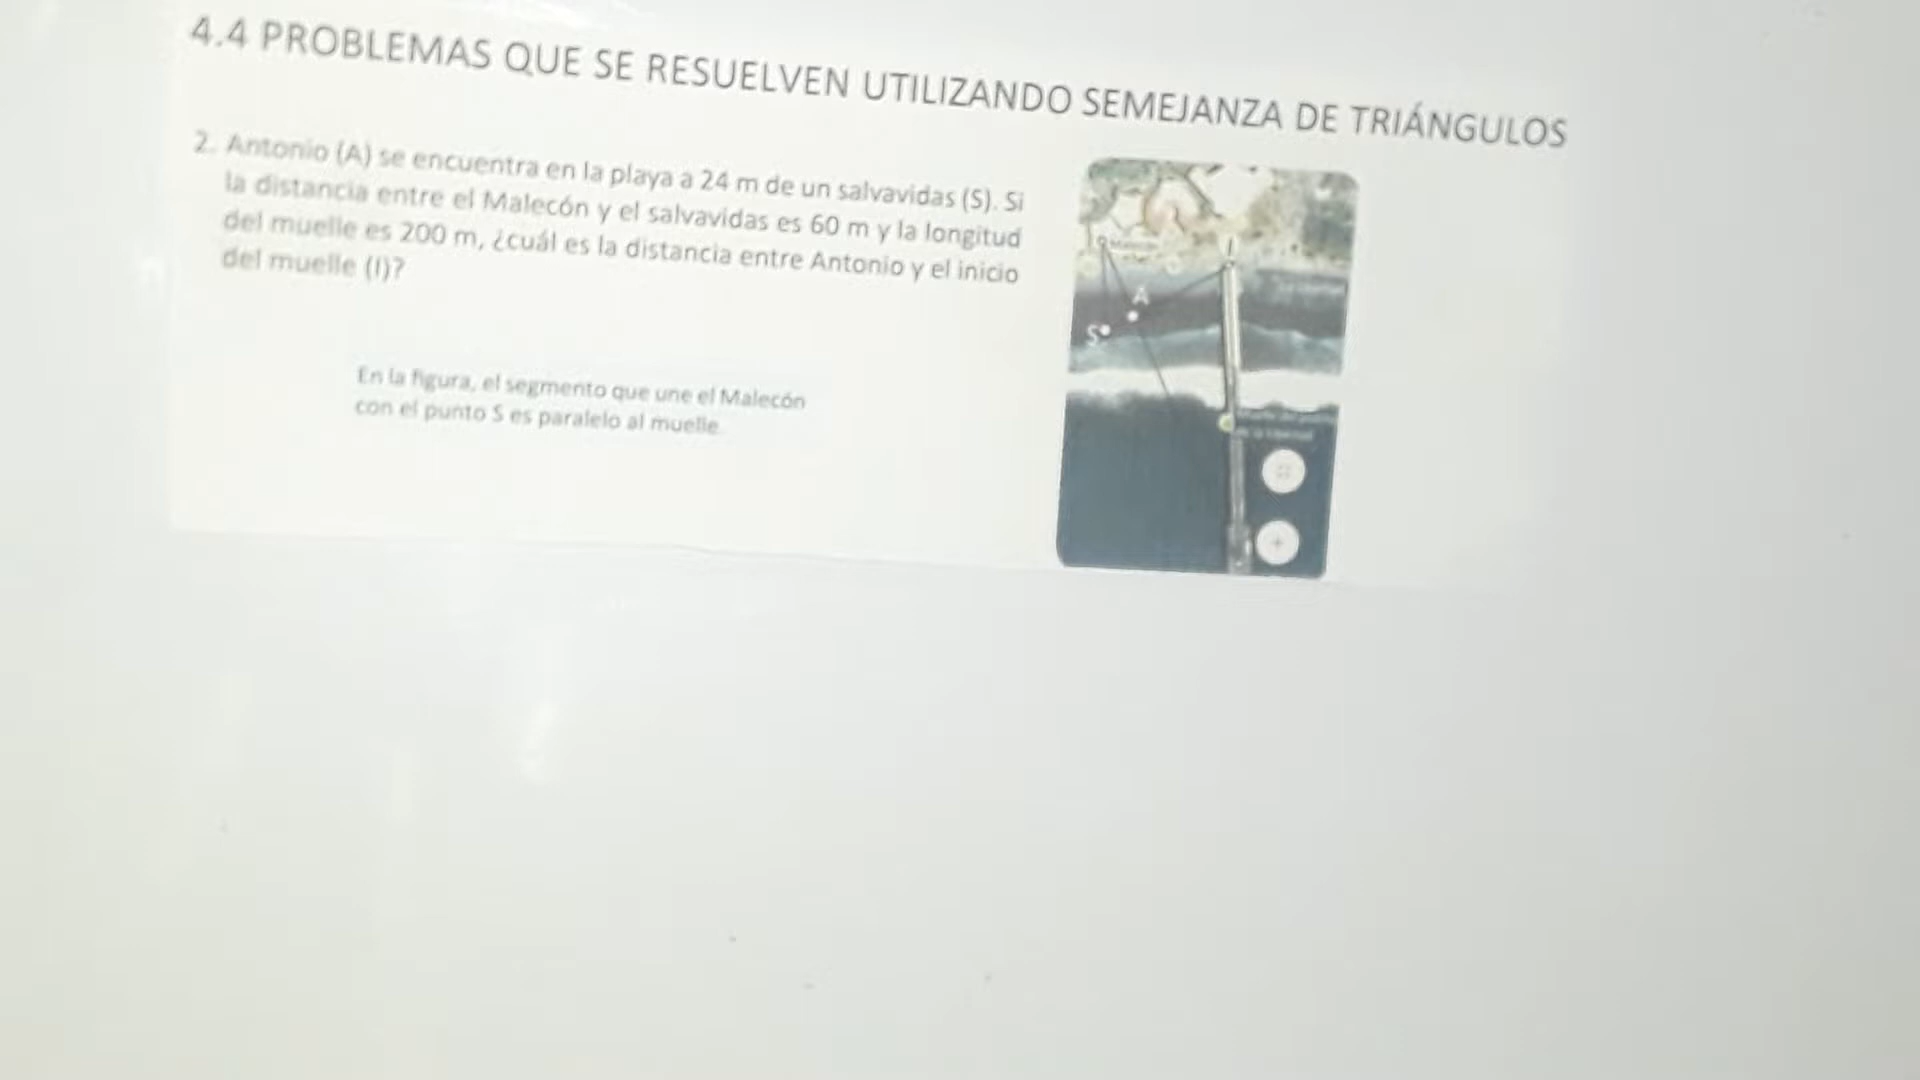 4.4 PROBLEMAS QUE SE RESUELVEN UTILIZANDO SEMEJANZA DE TRIÁNGULOS
2. Antonio (A) se encuentra en la playa a 24 m de un salvavidas (S). Si
la distancia entre el Malecón y el salvavidas es 60 m y la longitud
del muelle es 200 m, ¿cuál es la distancia entre Antonio y el inicio
del muelle (I)?
En la figura, el segmento que une el Malecón
con el punto S es paralelo al muelle.
Malecón
I
A
S